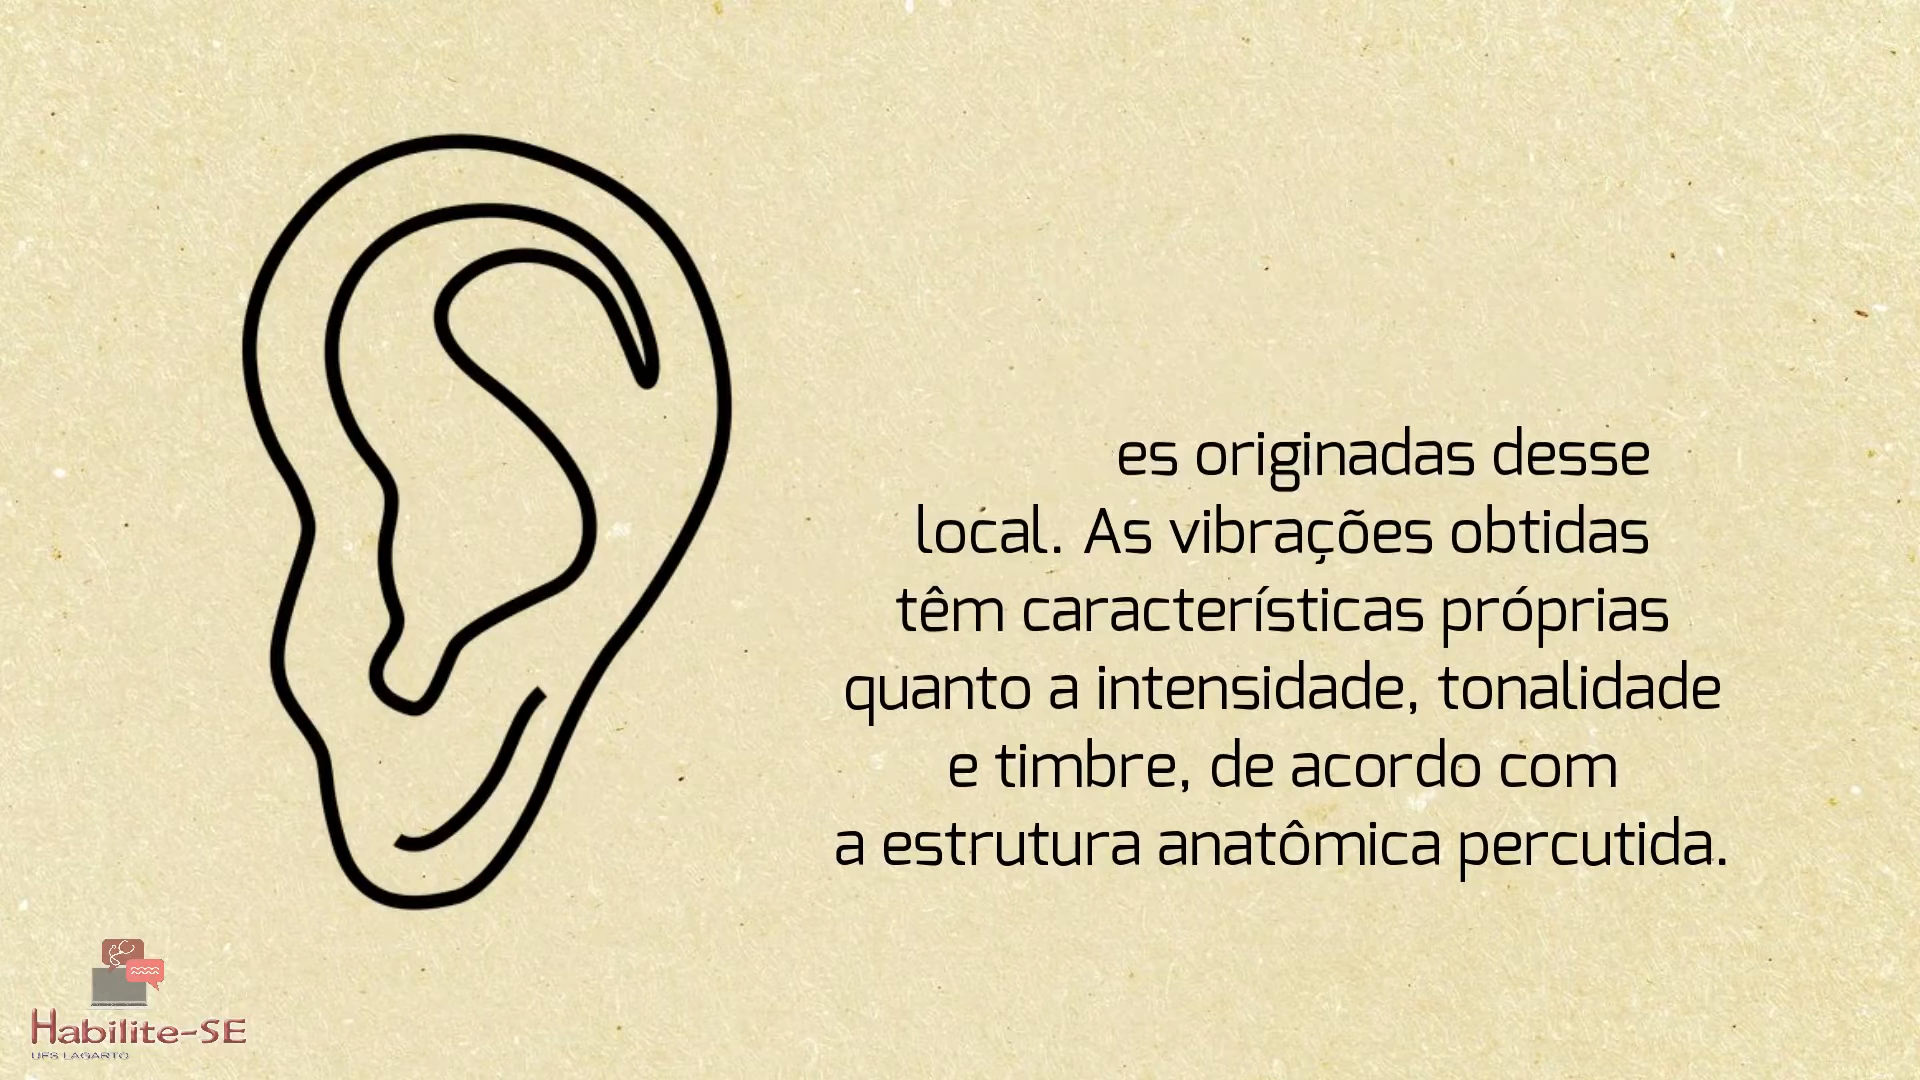 es originadas desse
local. As vibrações obtidas
têm características próprias
quanto a intensidade, tonalidade
e timbre, de acordo com
a estrutura anatômica percutida.
Habilite-SE
UFS LAGARTO